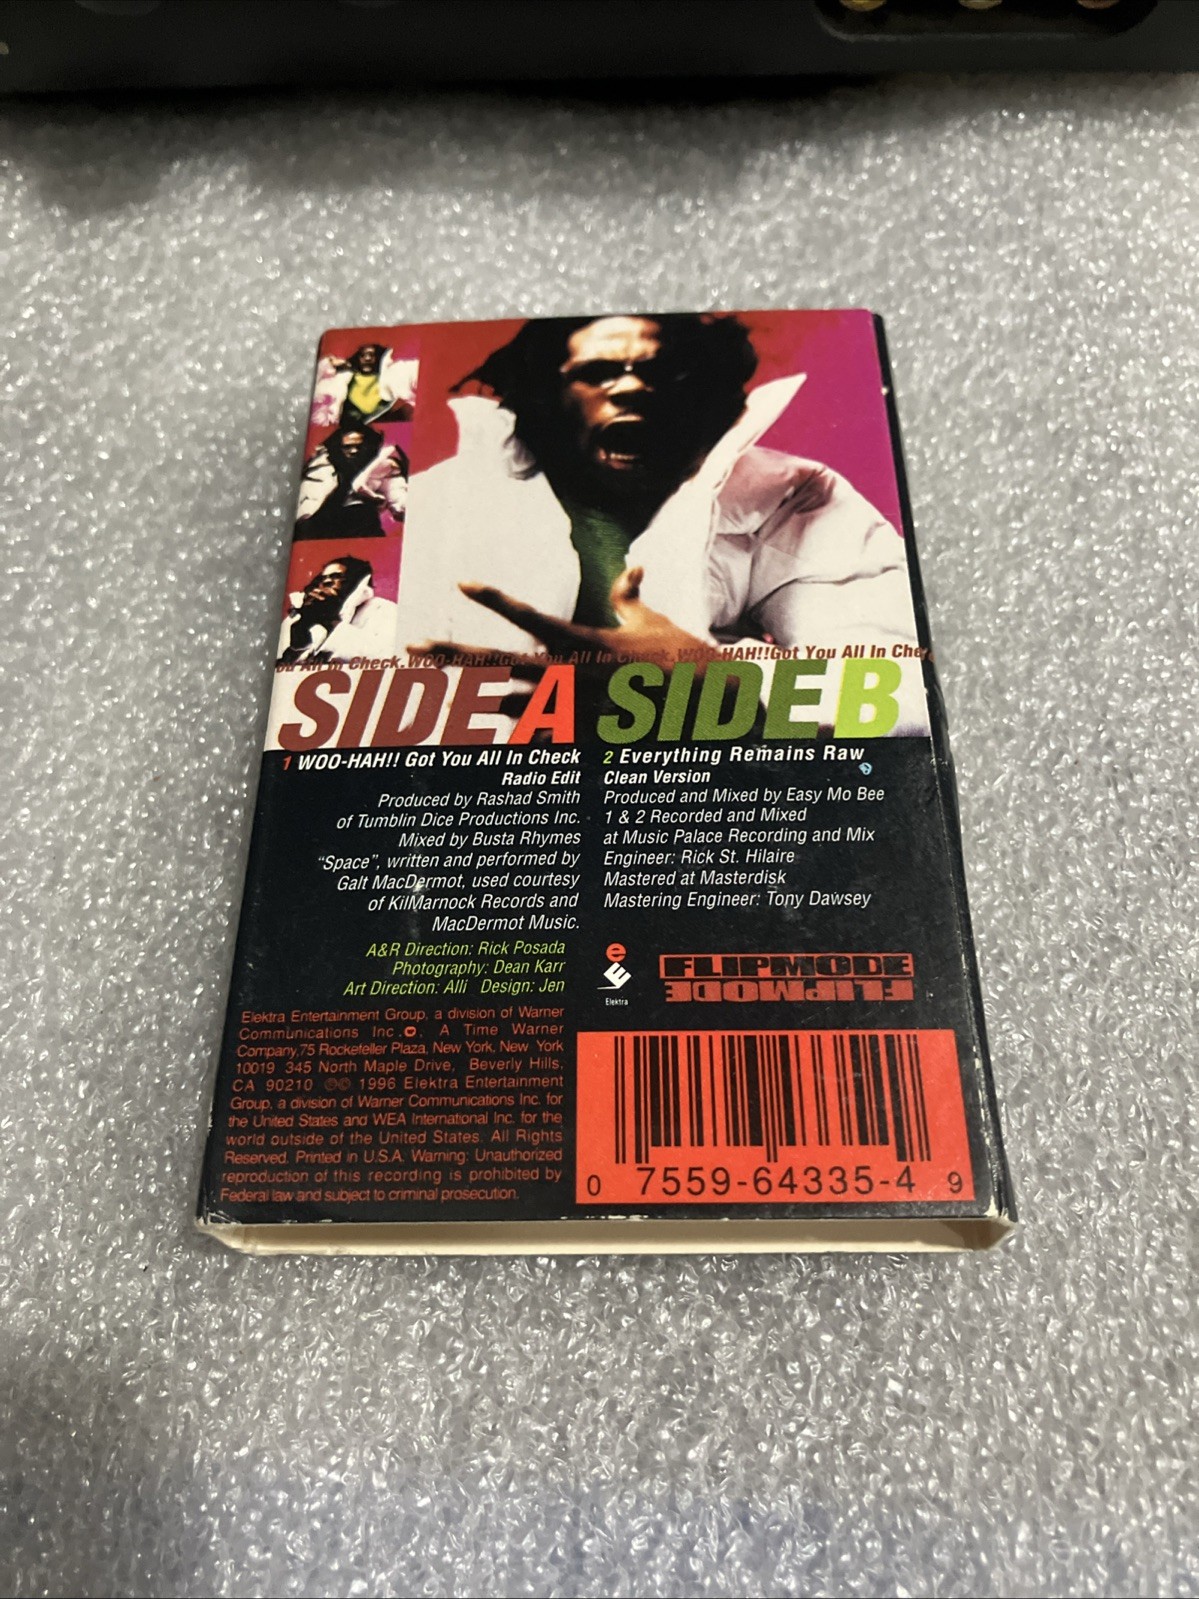 ou All In Check.WOO-HAH!!Got You All In Check.WOO-HAH!!Got You All In Che
SIDE A
1 WOO-HAH!! Got You All In Check
Radio Edit
Produced by Rashad Smith
of Tumblin Dice Productions Inc.
Mixed by Busta Rhymes
"Space", written and performed by
Galt MacDermot, used courtesy
of KilMarnock Records and
MacDermot Music.
A&R Direction: Rick Posada
Photography: Dean Karr
Art Direction: Alli Design: Jen
SIDE B
2 Everything Remains Raw
Clean Version
Produced and Mixed by Easy Mo Bee
1 & 2 Recorded and Mixed
at Music Palace Recording and Mix
Engineer: Rick St. Hilaire
Mastered at Masterdisk
Mastering Engineer: Tony Dawsey
Elektra
FLIPMODE
FLIPMODE
Elektra Entertainment Group, a division of Warner
Communications Inc. A Time Warner
Company,75 Rockefeller Plaza, New York, New York
10019 345 North Maple Drive, Beverly Hills,
CA 90210 ℗© 1996 Elektra Entertainment
Group, a division of Warner Communications Inc. for
the United States and WEA International Inc. for the
world outside of the United States. All Rights
Reserved. Printed in U.S.A. Warning: Unauthorized
reproduction of this recording is prohibited by
Federal law and subject to criminal prosecution.
0 7559-64335-4 9